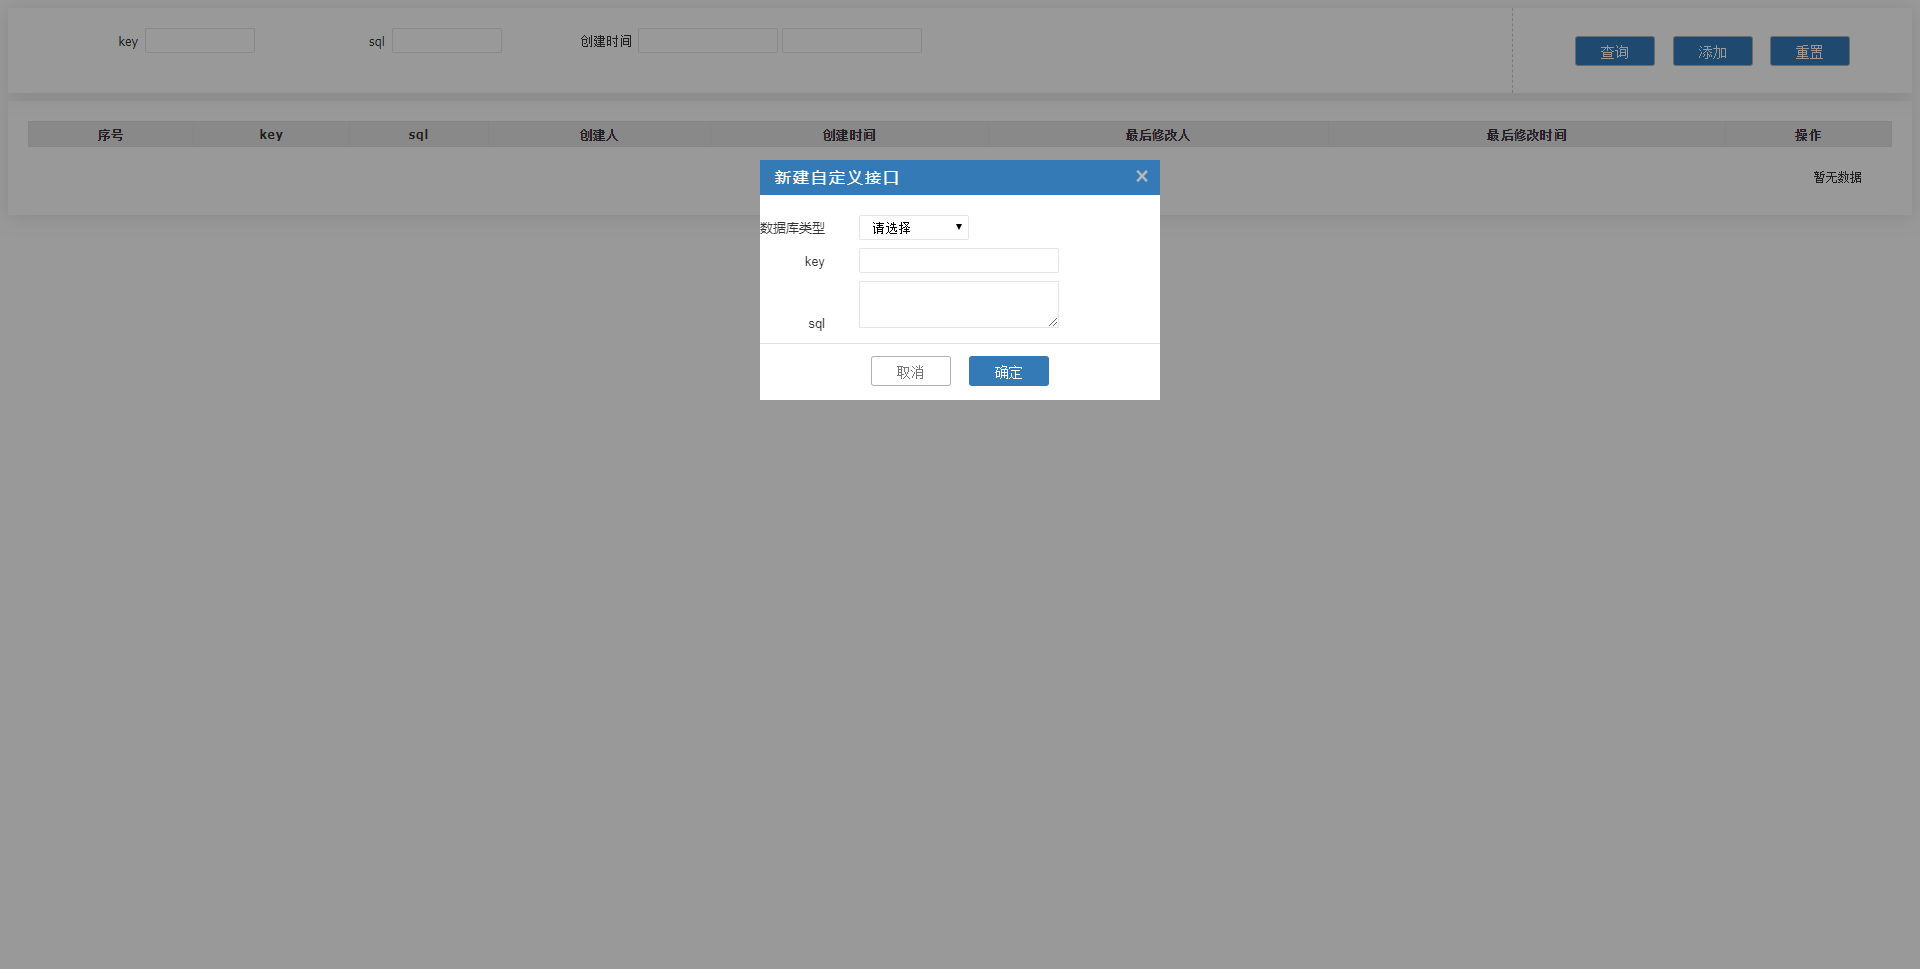 key sql 创建时间 查询 添加 重置
序号 key sql 创建人 创建时间 最后修改人 最后修改时间 操作
暂无数据
新建自定义接口 ×
数据库类型 请选择
key
sql
取消 确定